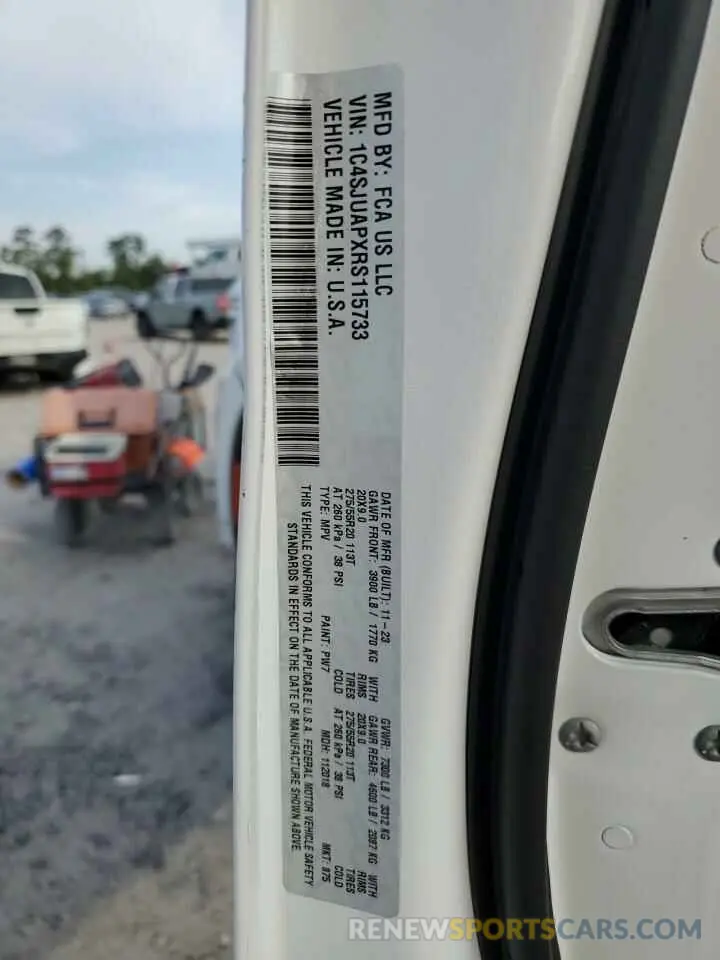 MFD BY: FCA US LLC
VIN: 1C4SJUAPXRS115733
VEHICLE MADE IN: U.S.A.
DATE OF MFR (BUILT): 11-23 GVWR: 7300 LB / 3312 KG
GAWR FRONT: 3900 LB / 1770 KG WITH GAWR REAR: 4600 LB / 2087 KG WITH
20X9.0 RIMS 20X9.0 RIMS
275/55R20 113T TIRES 275/55R20 113T TIRES
AT 260 kPa / 38 PSI COLD AT 260 kPa / 38 PSI COLD
TYPE: MPV PAINT: PW7 MDH: 112018 MKT: 875
THIS VEHICLE CONFORMS TO ALL APPLICABLE U.S.A. FEDERAL MOTOR VEHICLE SAFETY
STANDARDS IN EFFECT ON THE DATE OF MANUFACTURE SHOWN ABOVE.
RENEWSPORTSCARS.COM